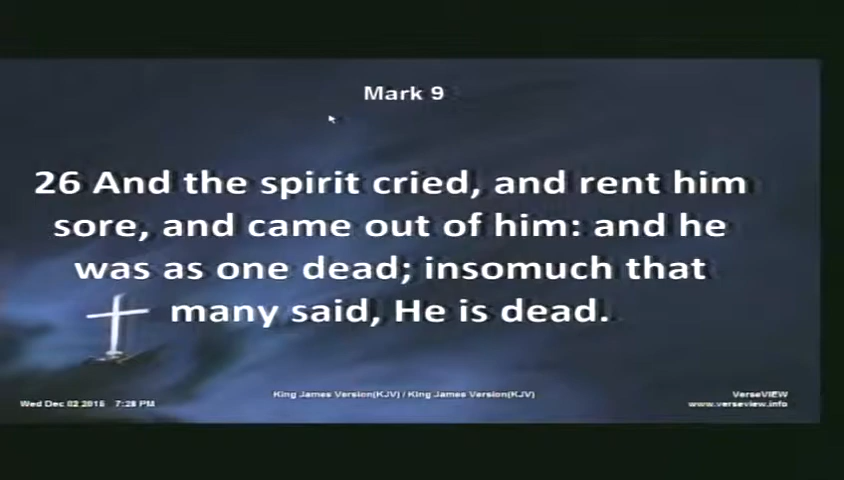 Mark 9
26 And the spirit cried, and rent him
sore, and came out of him: and he
was as one dead; insomuch that
many said, He is dead.
King James Version(KJV) / King James Version(KJV)
VerseVIEW
Wed Dec 02 2015 7:28 PM
www.verseview.info